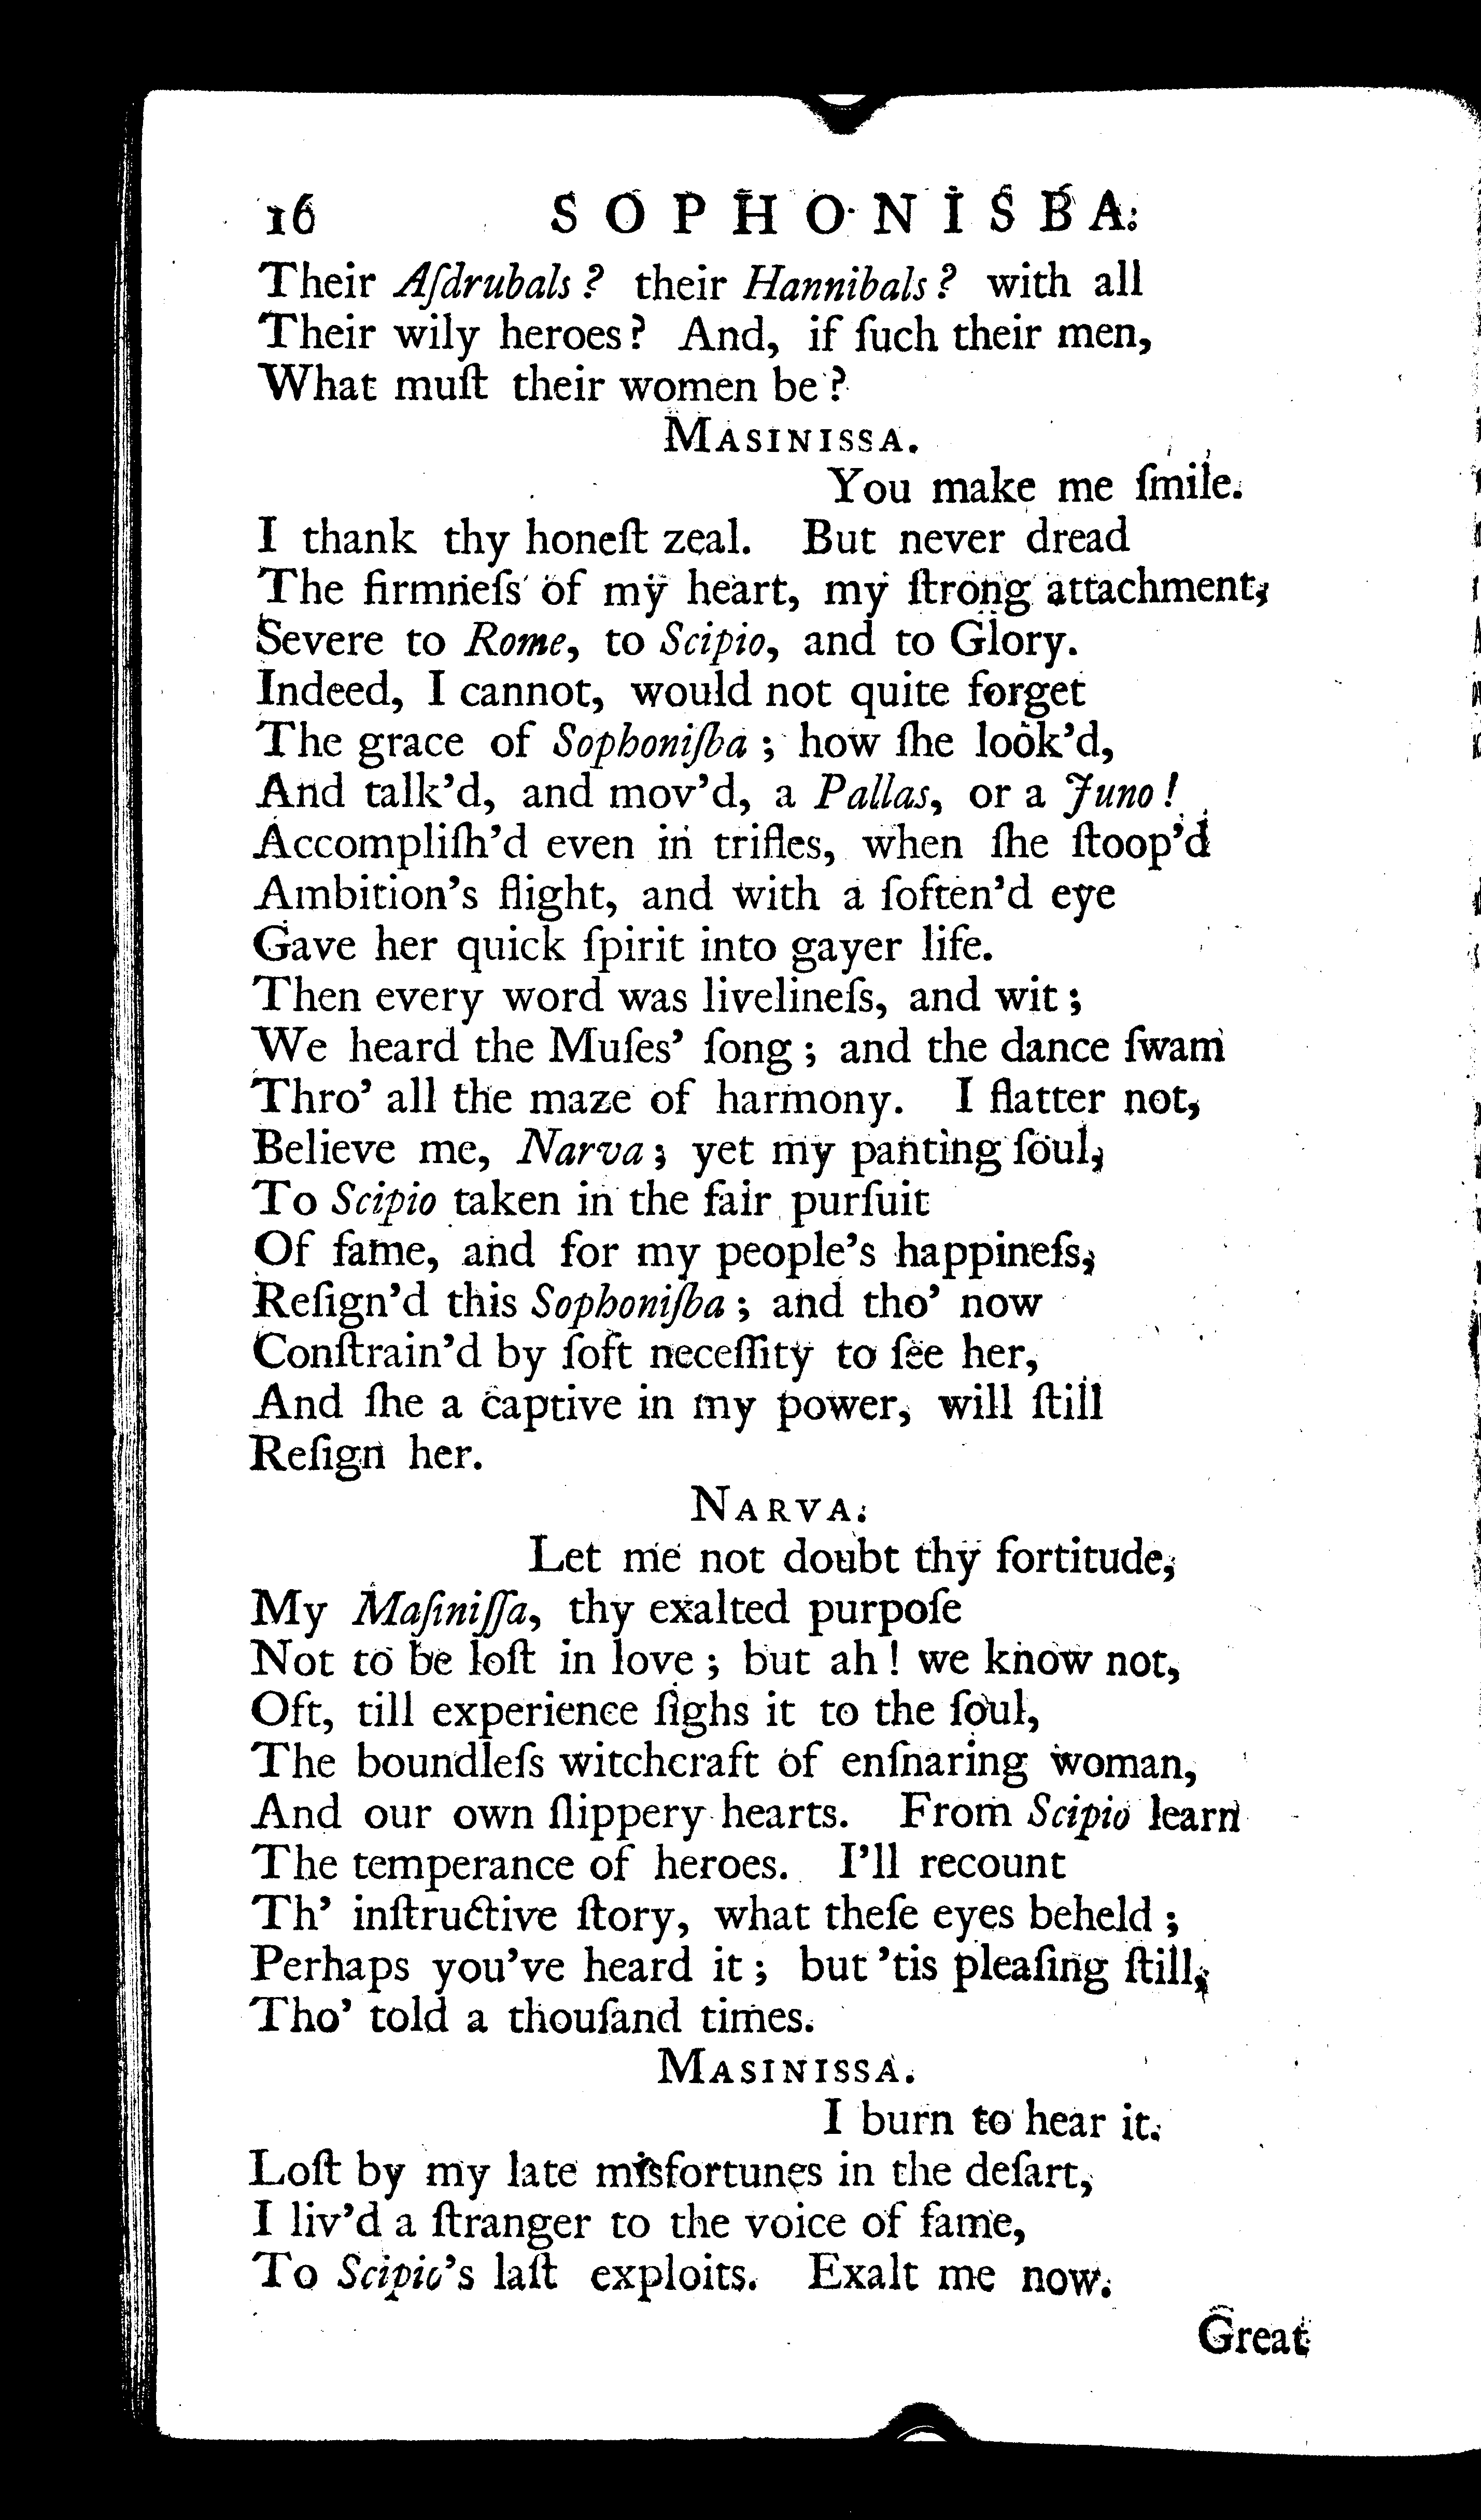 16 SOPHONISBA.
Their Aſdrubals? their Hannibals? with all
Their wily heroes? And, if ſuch their men,
What muſt their women be?
MASINISSA.
You make me ſmile.
I thank thy honeſt zeal. But never dread
The firmneſs of my heart, my ſtrong attachment,
Severe to Rome, to Scipio, and to Glory.
Indeed, I cannot, would not quite forget
The grace of Sophoniſba; how ſhe look'd,
And talk'd, and mov'd, a Pallas, or a Juno!
Accompliſh'd even in trifles, when ſhe ſtoop'd
Ambition's flight, and with a ſoften'd eye
Gave her quick ſpirit into gayer life.
Then every word was livelineſs, and wit;
We heard the Muſes' ſong; and the dance ſwam
Thro' all the maze of harmony. I flatter not,
Believe me, Narva; yet my panting ſoul,
To Scipio taken in the fair purſuit
Of fame, and for my people's happineſs,
Reſign'd this Sophoniſba; and tho' now
Conſtrain'd by ſoft neceſſity to ſee her,
And ſhe a captive in my power, will ſtill
Reſign her.
NARVA.
Let me not doubt thy fortitude,
My Maſiniſſa, thy exalted purpoſe
Not to be loſt in love; but ah! we know not,
Oft, till experience ſighs it to the ſoul,
The boundleſs witchcraft of enſnaring woman,
And our own ſlippery hearts. From Scipio learn
The temperance of heroes. I'll recount
Th' inſtructive ſtory, what theſe eyes beheld;
Perhaps you've heard it; but 'tis pleaſing ſtill,
Tho' told a thouſand times.
MASINISSA.
I burn to hear it.
Loſt by my late misfortunes in the deſart,
I liv'd a ſtranger to the voice of fame,
To Scipio's laſt exploits. Exalt me now.
Great